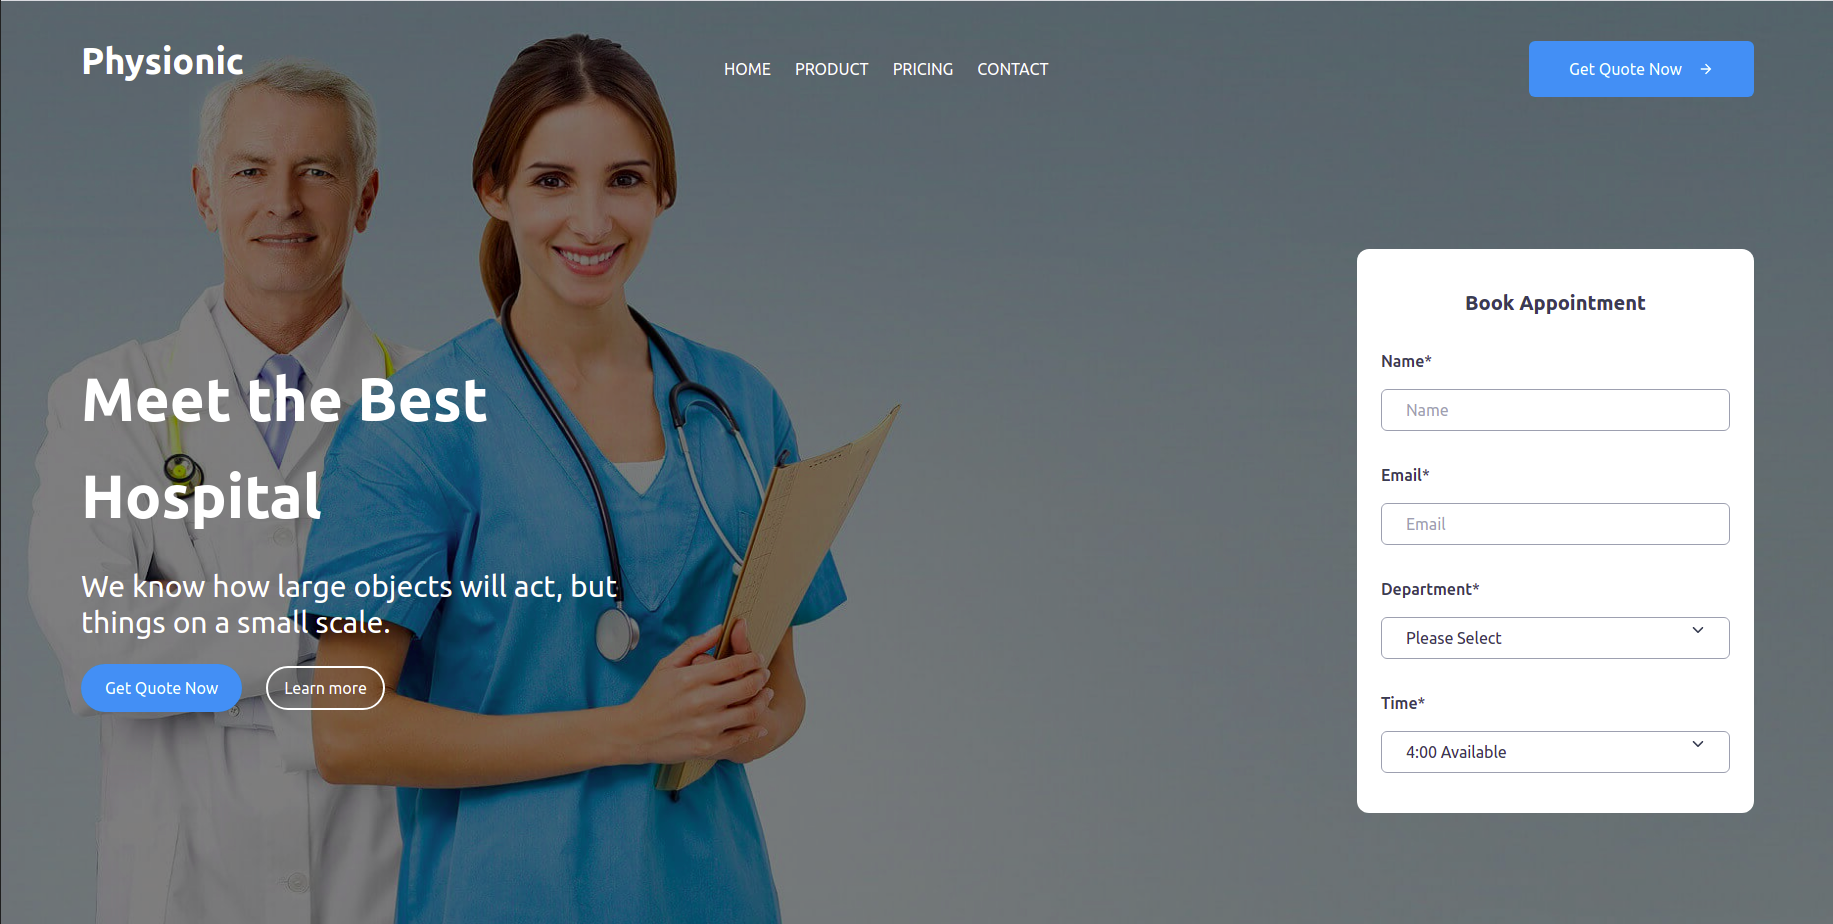 Physionic
HOME PRODUCT PRICING CONTACT
Get Quote Now
Meet the Best
Hospital
We know how large objects will act, but
things on a small scale.
Get Quote Now
Learn more
Book Appointment
Name*
Name
Email*
Email
Department*
Please Select
Time*
4:00 Available